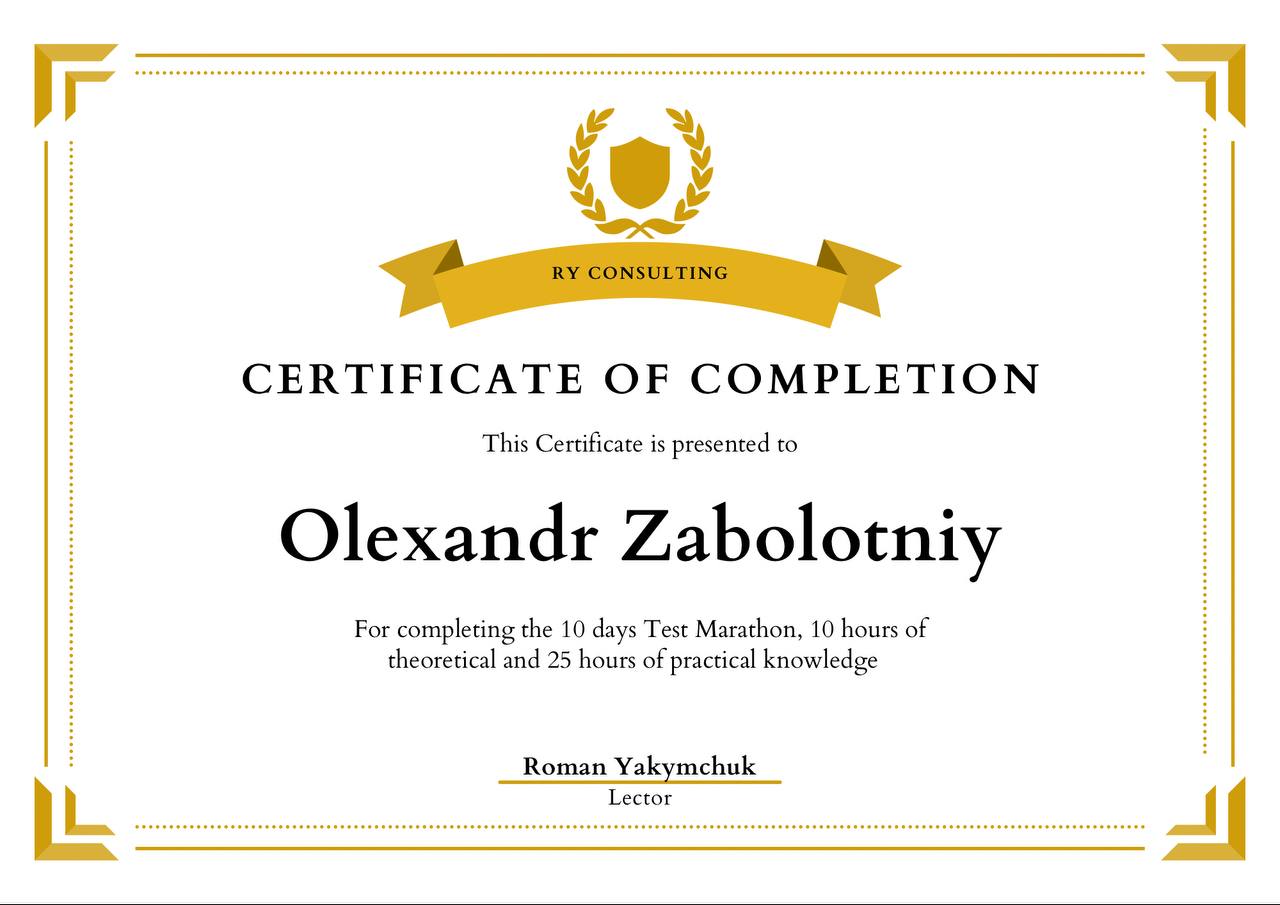 RY CONSULTING
CERTIFICATE OF COMPLETION
This Certificate is presented to
Olexandr Zabolotniy
For completing the 10 days Test Marathon, 10 hours of
theoretical and 25 hours of practical knowledge
Roman Yakymchuk
Lector